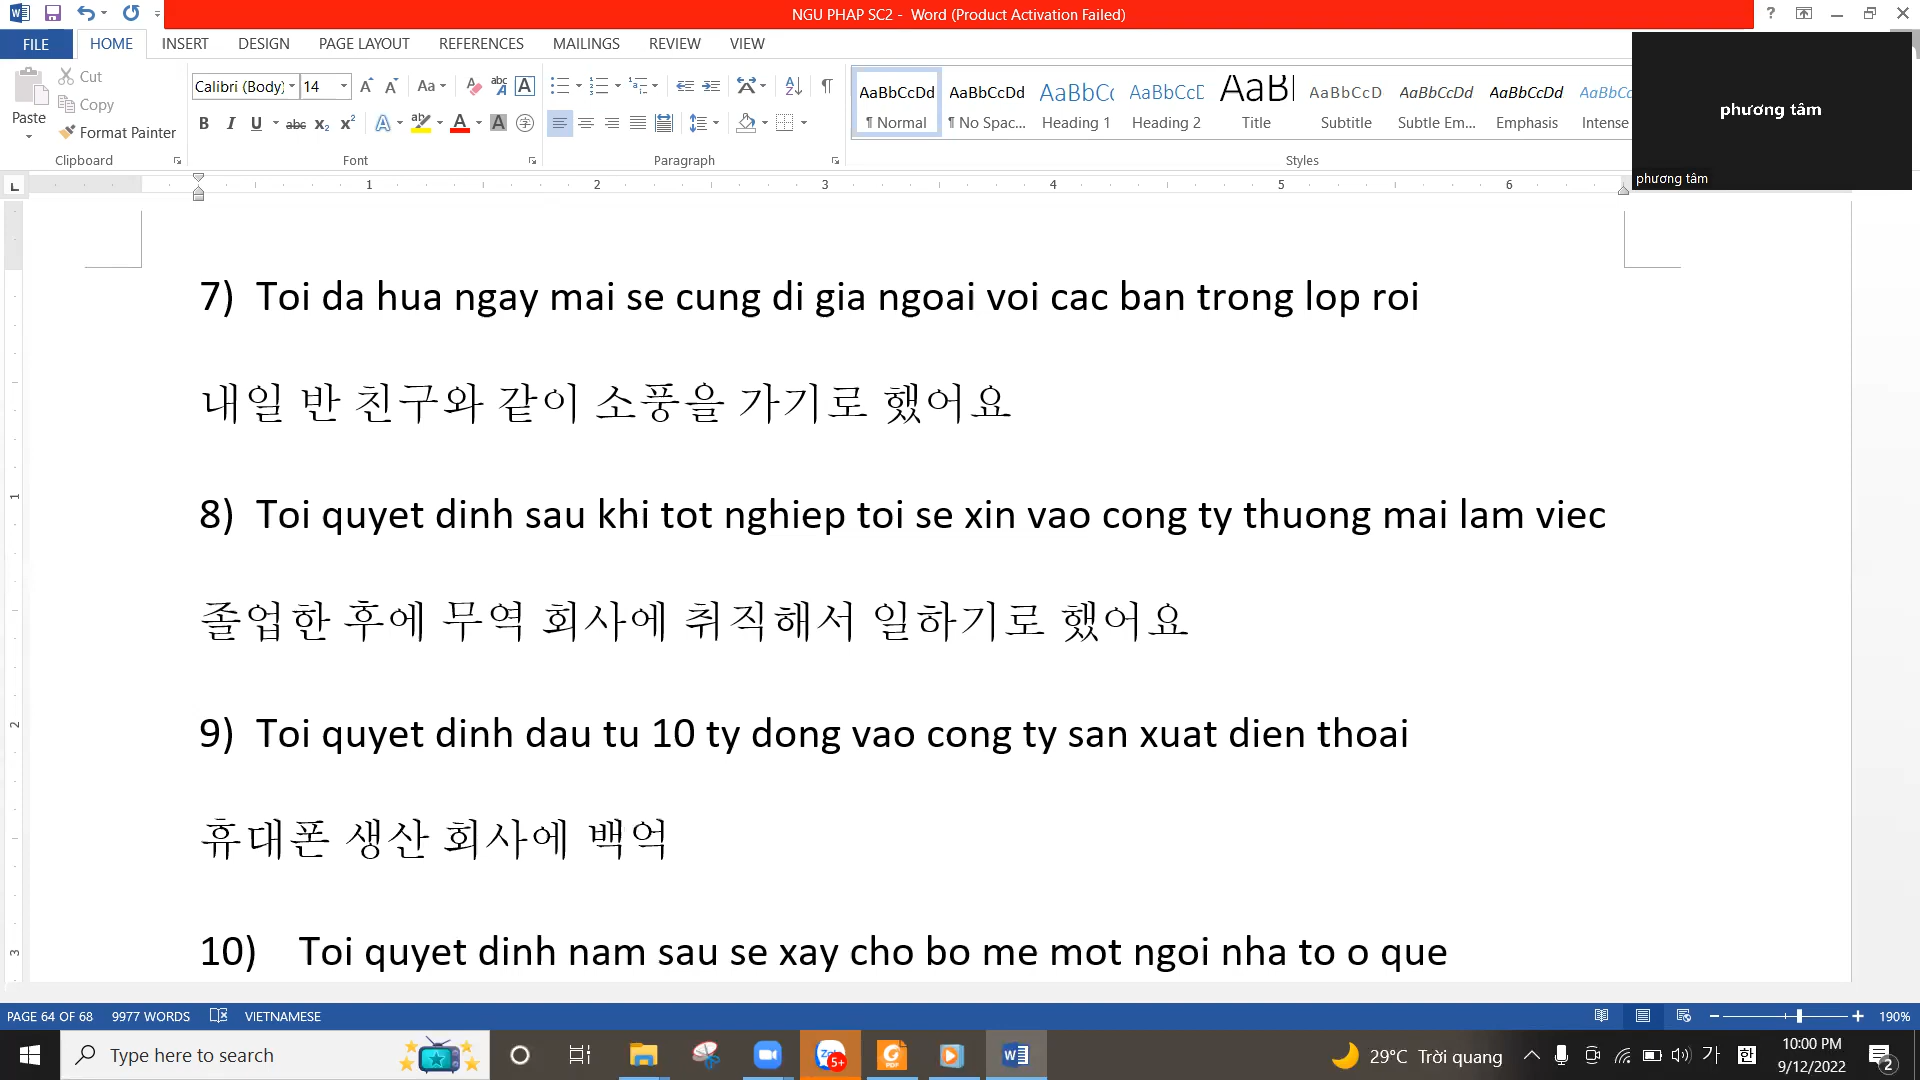 NGU PHAP SC2 - Word (Product Activation Failed)
FILE HOME INSERT DESIGN PAGE LAYOUT REFERENCES MAILINGS REVIEW VIEW
Cut
Copy
Format Painter
Paste
Clipboard
Calibri (Body) 14
Font
Paragraph
AaBbCcDd AaBbCcDd AaBbCc AaBbCcD AaBl AaBbCcD AaBbCcDd AaBbCcDd AaBbCc
¶ Normal ¶ No Spac... Heading 1 Heading 2 Title Subtitle Subtle Em... Emphasis Intense
Styles
phương tâm
phương tâm
1 2 3 4 5 6
7) Toi da hua ngay mai se cung di gia ngoai voi cac ban trong lop roi
내일 반 친구와 같이 소풍을 가기로 했어요
8) Toi quyet dinh sau khi tot nghiep toi se xin vao cong ty thuong mai lam viec
졸업한 후에 무역 회사에 취직해서 일하기로 했어요
9) Toi quyet dinh dau tu 10 ty dong vao cong ty san xuat dien thoai
휴대폰 생산 회사에 백억
10) Toi quyet dinh nam sau se xay cho bo me mot ngoi nha to o que
PAGE 64 OF 68 9977 WORDS VIETNAMESE 190%
Type here to search
29°C Trời quang
가 한
10:00 PM
9/12/2022
2